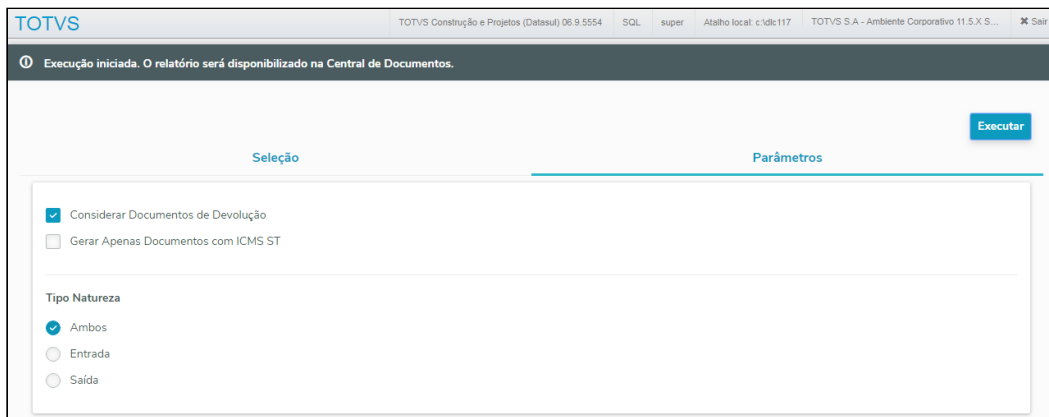 TOTVS
TOTVS Construção e Projetos (Datasul) 06.9.5554 SQL super Atalho local: c:\dlc117 TOTVS S.A - Ambiente Corporativo 11.5.X S... Sair
Execução iniciada. O relatório será disponibilizado na Central de Documentos.
Executar
Seleção Parâmetros
Considerar Documentos de Devolução
Gerar Apenas Documentos com ICMS ST
Tipo Natureza
Ambos
Entrada
Saída